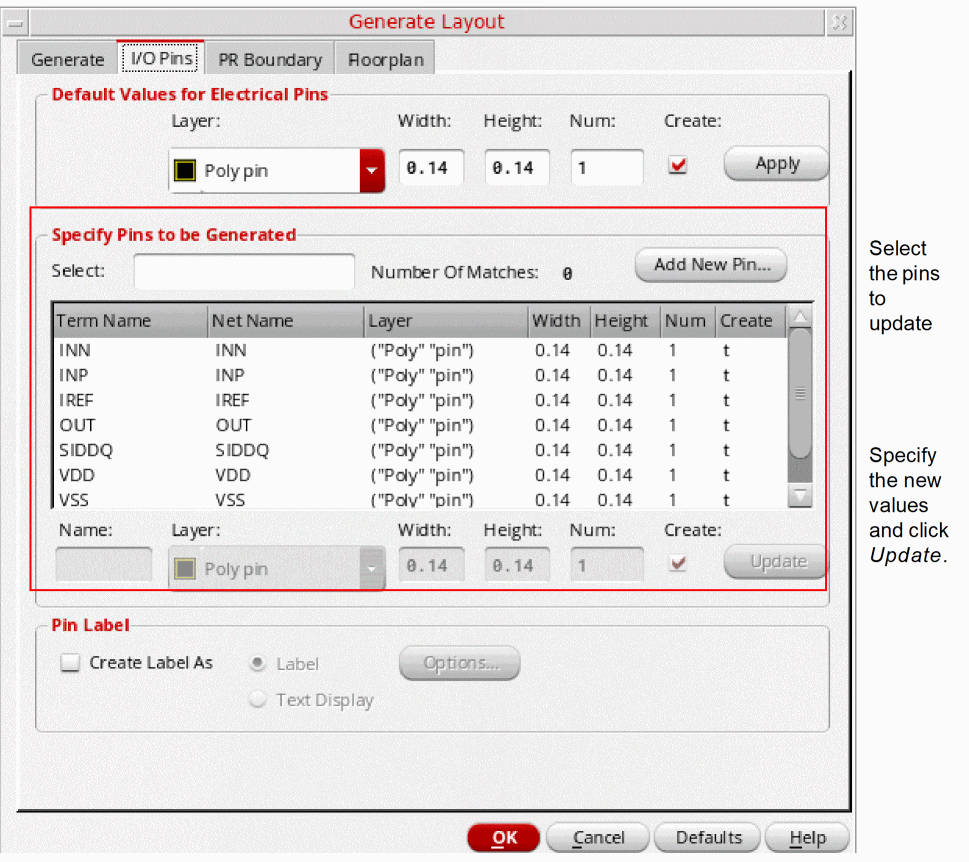 Generate Layout
Generate I/O Pins PR Boundary Floorplan
Default Values for Electrical Pins
Layer: Width: Height: Num: Create:
Poly pin 0.14 0.14 1 Apply
Specify Pins to be Generated
Select: Number Of Matches: 0 Add New Pin...
Term Name Net Name Layer Width Height Num Create
INN INN ("Poly" "pin") 0.14 0.14 1 t
INP INP ("Poly" "pin") 0.14 0.14 1 t
IREF IREF ("Poly" "pin") 0.14 0.14 1 t
OUT OUT ("Poly" "pin") 0.14 0.14 1 t
SIDDQ SIDDQ ("Poly" "pin") 0.14 0.14 1 t
VDD VDD ("Poly" "pin") 0.14 0.14 1 t
VSS VSS ("Poly" "pin") 0.14 0.14 1 t
Name: Layer: Width: Height: Num: Create:
Poly pin 0.14 0.14 1 Update
Pin Label
Create Label As Label Options...
Text Display
OK Cancel Defaults Help
Select
the pins
to
update
Specify
the new
values
and click
Update.